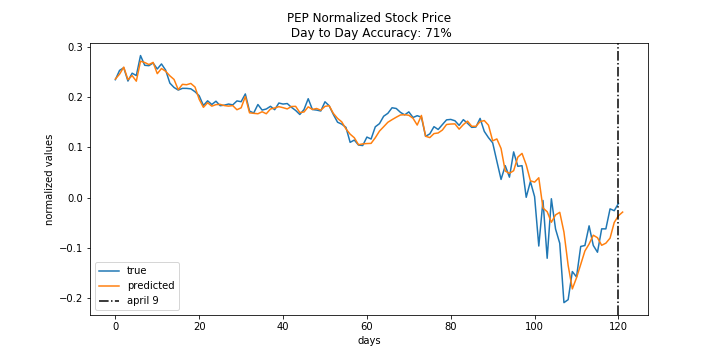 PEP Normalized Stock Price
Day to Day Accuracy: 71%
normalized values
0.3
0.2
0.1
0.0
−0.1
−0.2
true
predicted
april 9
0
20
40
60
80
100
120
days